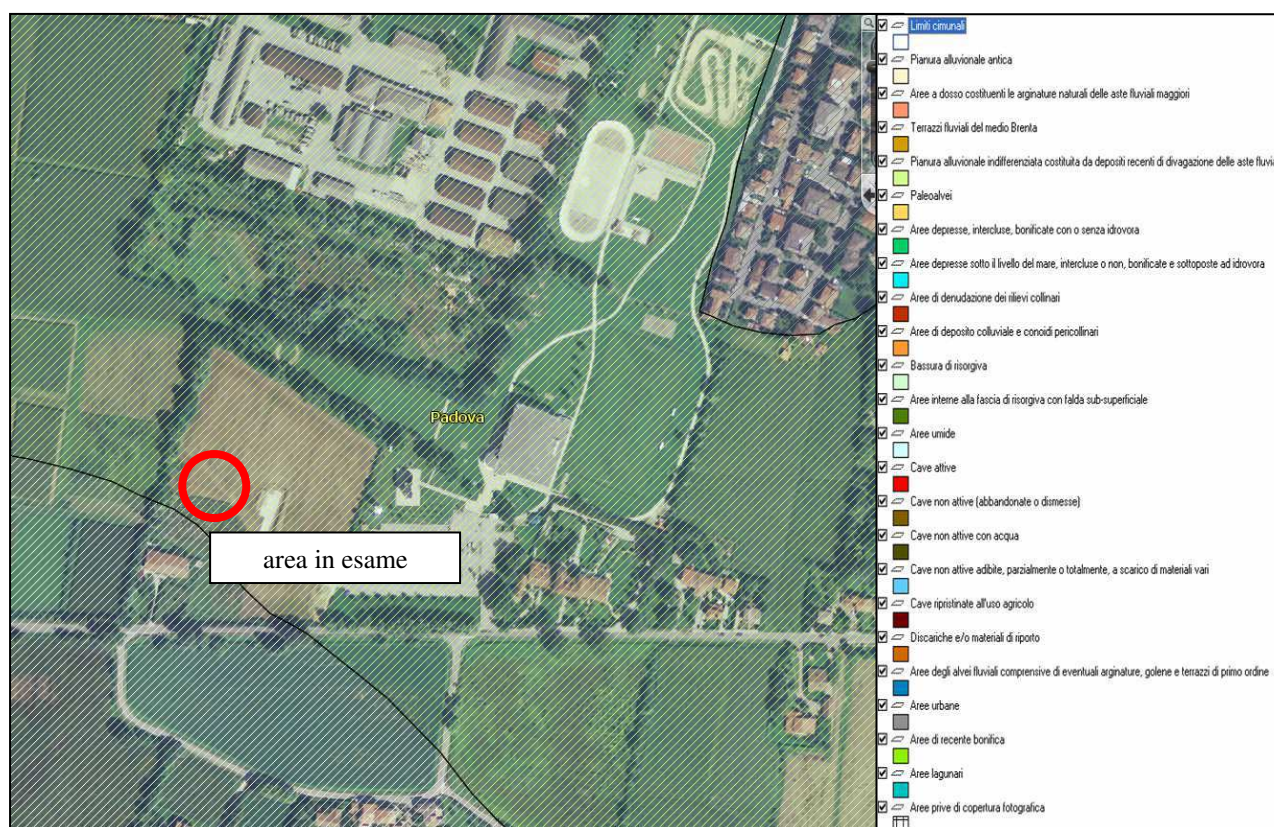 Padova
area in esame
Limiti cimunali
Pianura alluvionale antica
Aree a dosso costituenti le arginature naturali delle aste fluviali maggiori
Terrazzi fluviali del medio Brenta
Pianura alluvionale indifferenziata costituita da depositi recenti di divagazione delle aste fluvia
Paleoalvei
Aree depresse, intercluse, bonificate con o senza idrovora
Aree depresse sotto il livello del mare, intercluse o non, bonificate e sottoposte ad idrovora
Aree di denudazione dei rilievi collinari
Aree di deposito colluviale e conoidi pericollinari
Bassura di risorgiva
Aree interne alla fascia di risorgiva con falda sub-superficiale
Aree umide
Cave attive
Cave non attive (abbandonate o dismesse)
Cave non attive con acqua
Cave non attive adibite, parzialmente o totalmente, a scarico di materiali vari
Cave ripristinate all'uso agricolo
Discariche e/o materiali di riporto
Aree degli alvei fluviali comprensive di eventuali arginature, golene e terrazzi di primo ordine
Aree urbane
Aree di recente bonifica
Aree lagunari
Aree prive di copertura fotografica